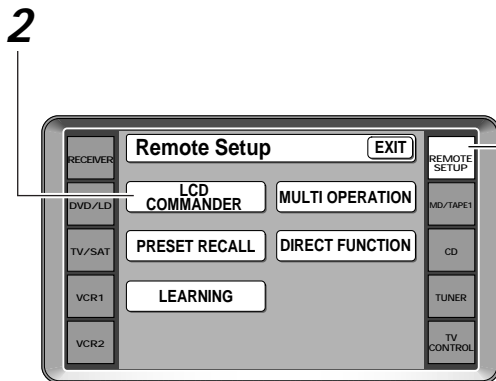 2
Remote Setup
EXIT
RECEIVER
DVD/LD
TV/SAT
VCR1
VCR2
LCD
COMMANDER
MULTI OPERATION
PRESET RECALL
DIRECT FUNCTION
LEARNING
REMOTE
SETUP
MD/TAPE1
CD
TUNER
TV
CONTROL